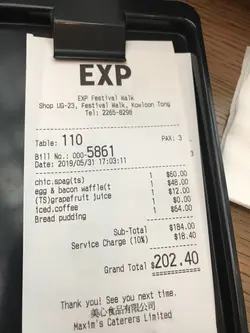 EXP
EXP Festival Walk
Shop UG-23, Festival Walk, Kowloon Tong
Tel: 2265-8298
Table: 110 PAX: 3
Bill No.: 000-5861
Date: 2019/05/31 17:03:11
chic.spag(ts) 1 $60.00
egg & bacon waffle(t 1 $48.00
(TS)grapefruit juice 1 $12.00
iced.coffee 1 $0.00
Bread pudding 1 $64.00
Sub-Total $184.00
Service Charge (10%) $18.40
Grand Total $202.40
Thank you! See you next time.
美心食品有限公司
Maxim's Caterers Limited